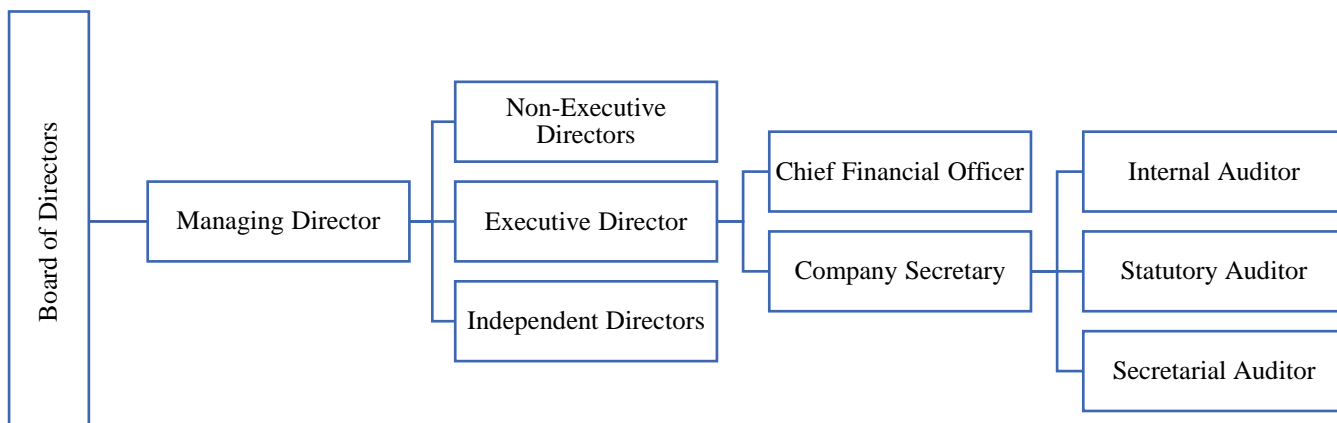 Board of Directors
Managing Director
Non-Executive
Directors
Executive Director
Independent Directors
Chief Financial Officer
Company Secretary
Internal Auditor
Statutory Auditor
Secretarial Auditor